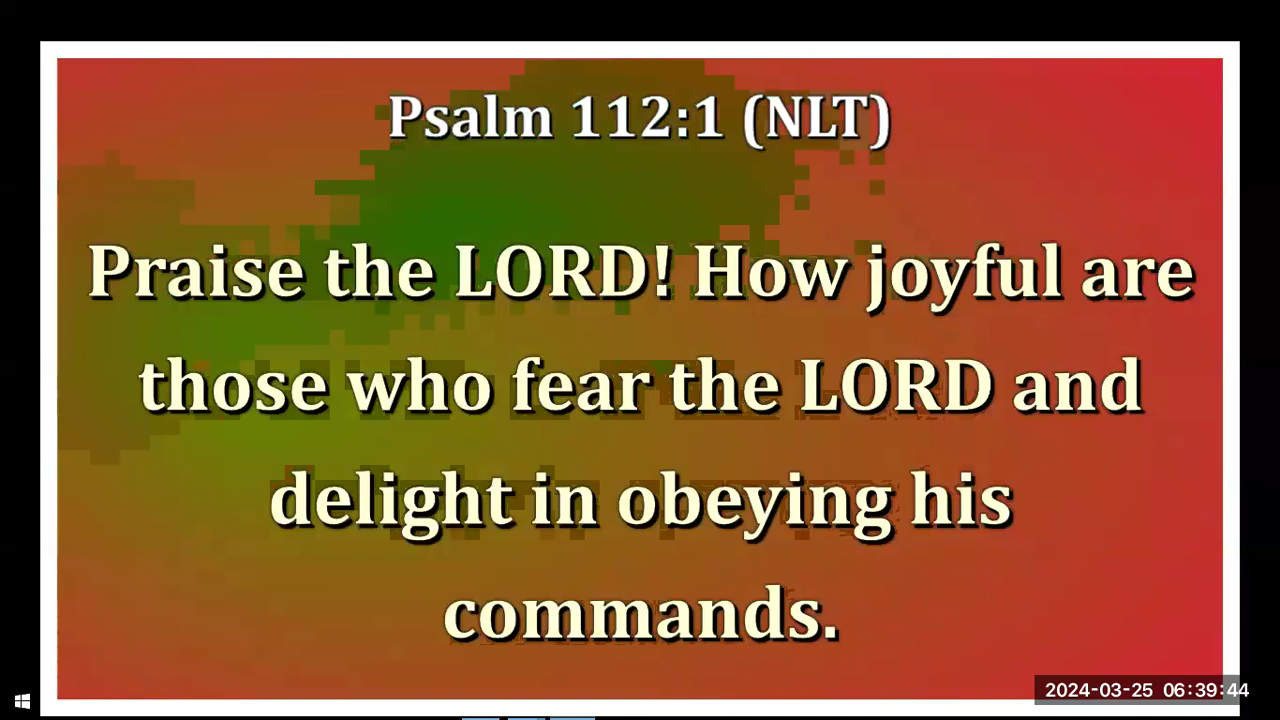 Psalm 112:1 (NLT)
Praise the LORD! How joyful are
those who fear the LORD and
delight in obeying his
commands.
2024-03-25 06:39:44